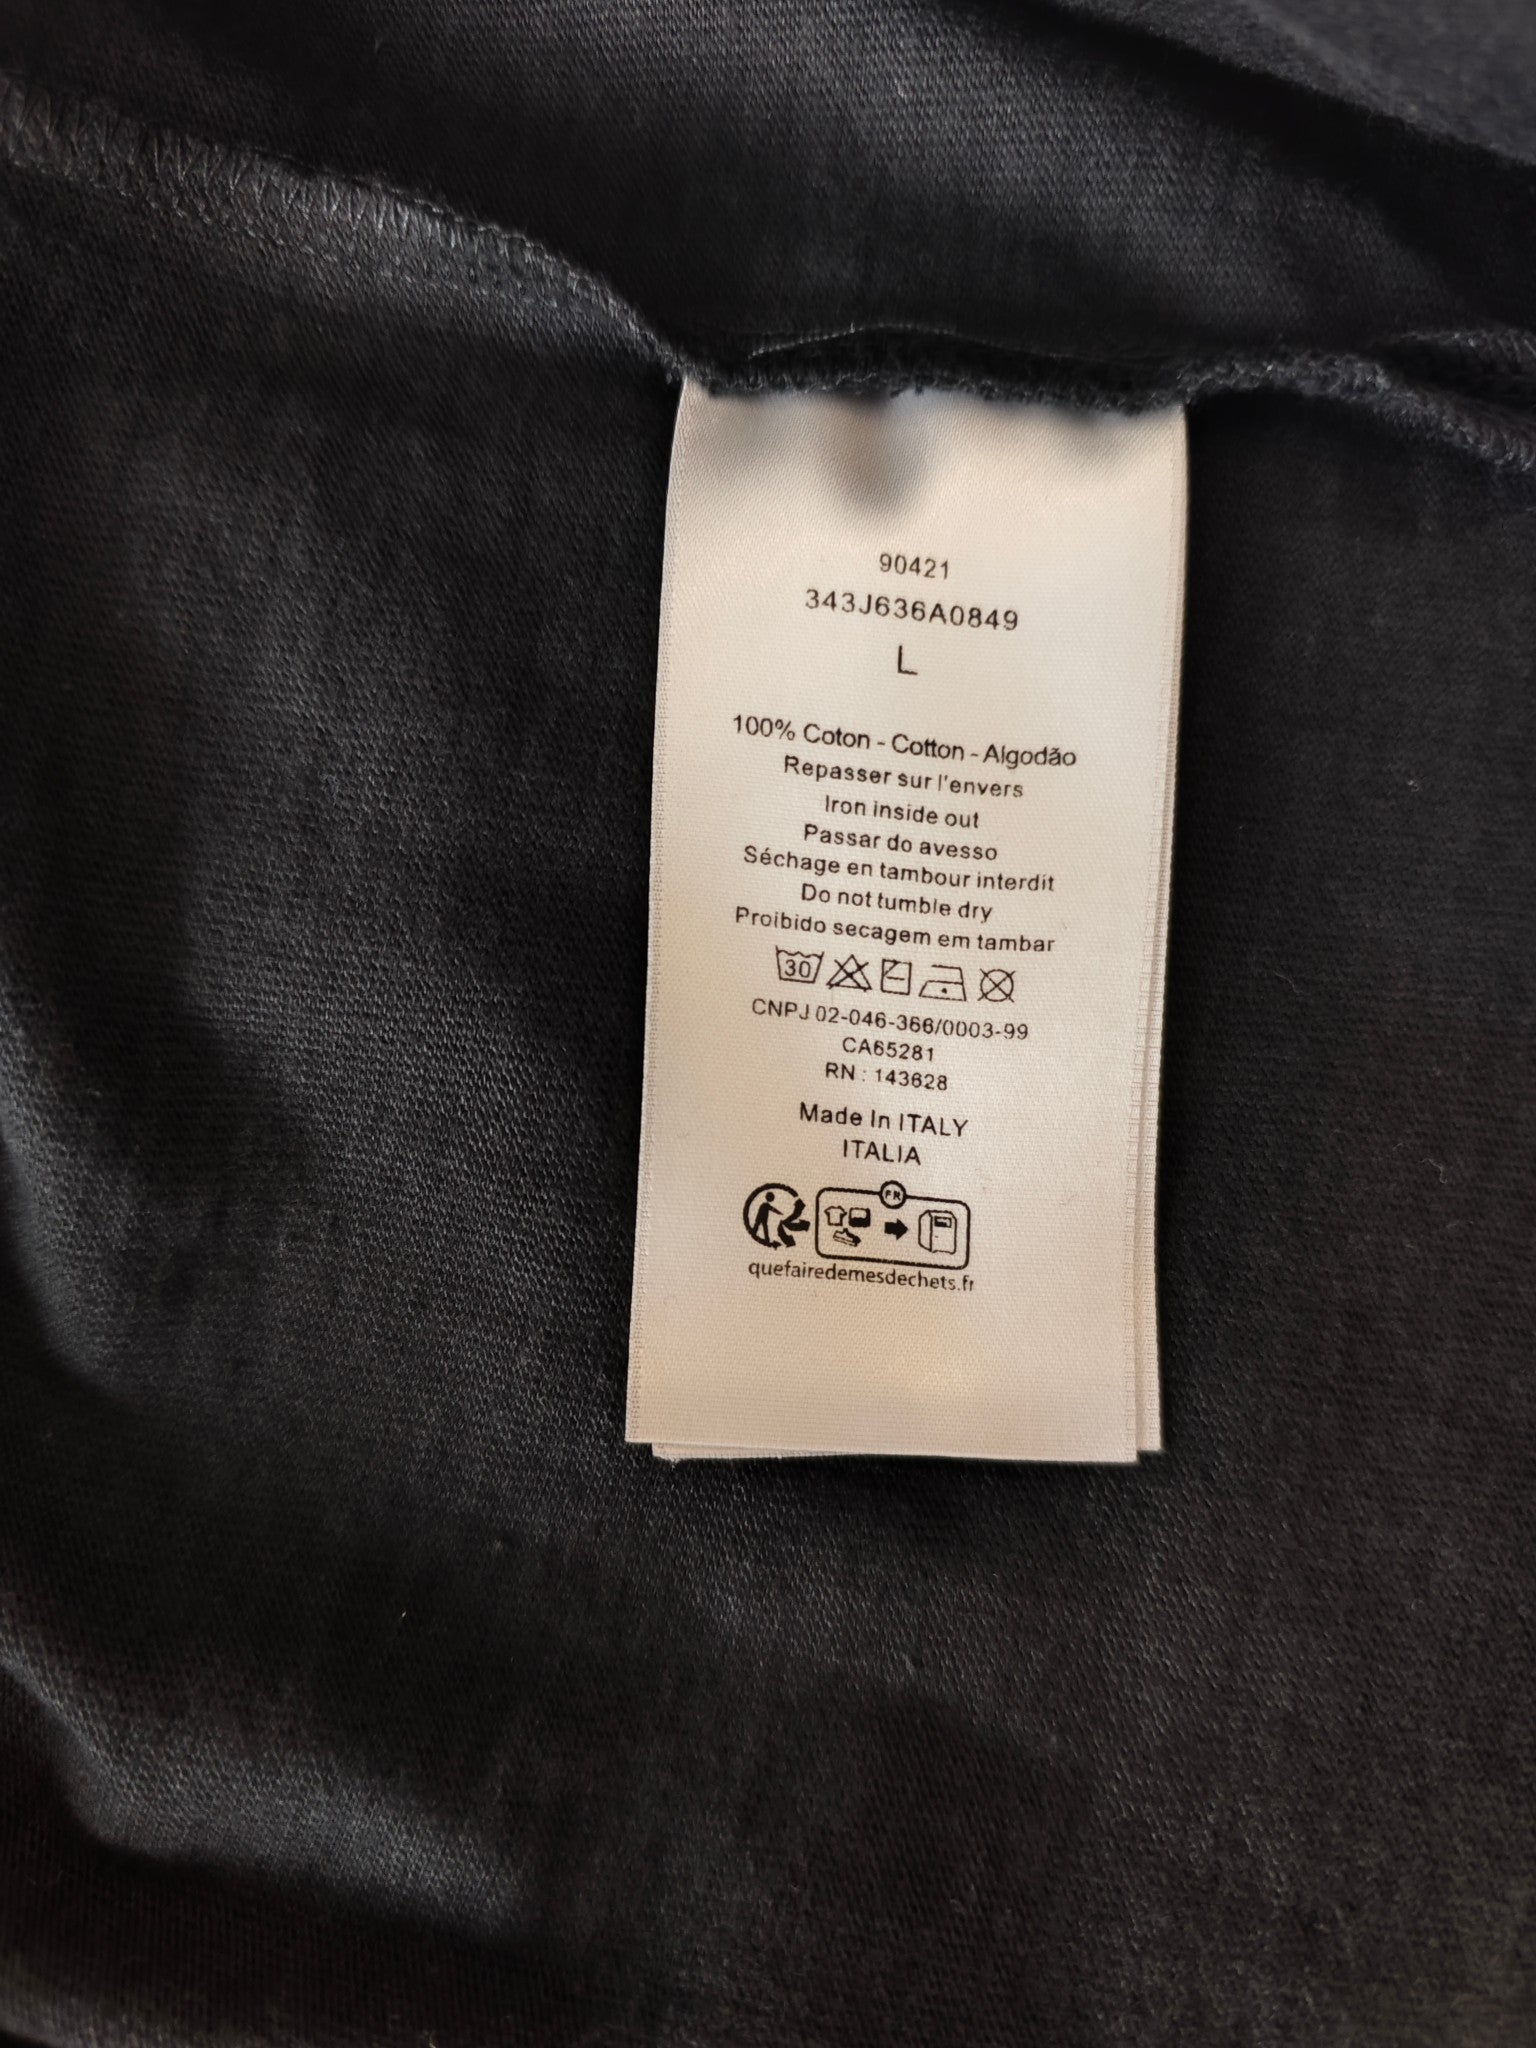 90421
343J636A0849
L
100% Coton - Cotton - Algodão
Repasser sur l'envers
Iron inside out
Passar do avesso
Séchage en tambour interdit
Do not tumble dry
Proibido secagem em tambar
30
CNPJ 02-046-366/0003-99
CA65281
RN : 143628
Made In ITALY
ITALIA
FR
quefairedemesdechets.fr